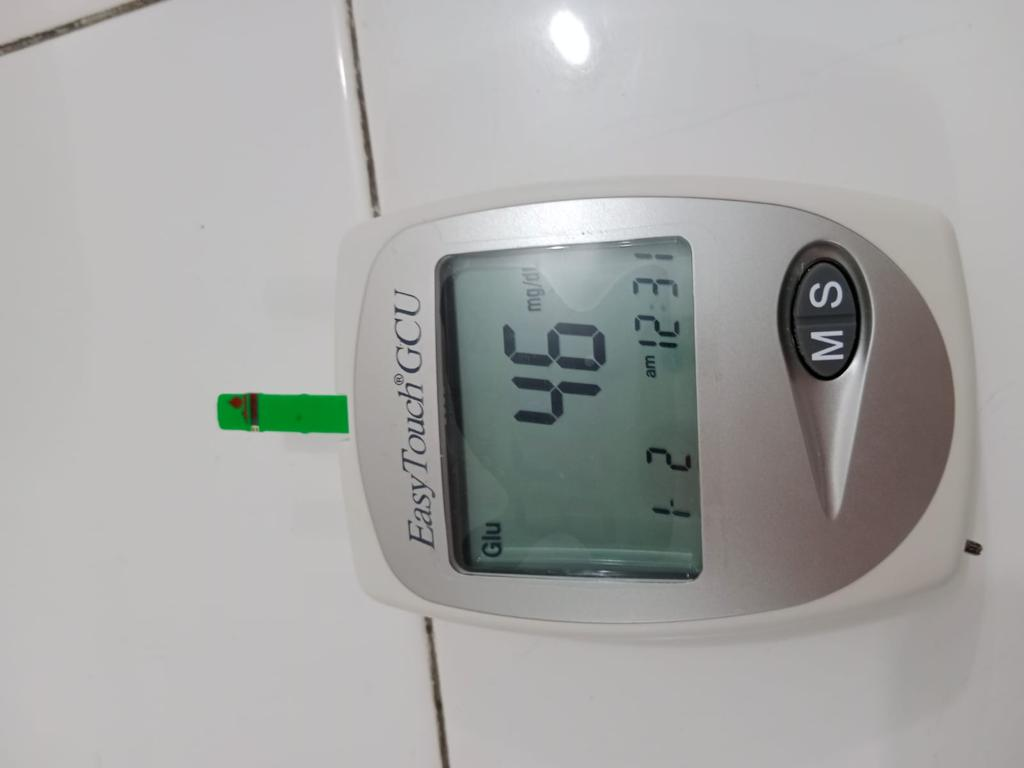 EasyTouch® GCU
Glu
46 mg/dL
1- 2 am 12:31
M S